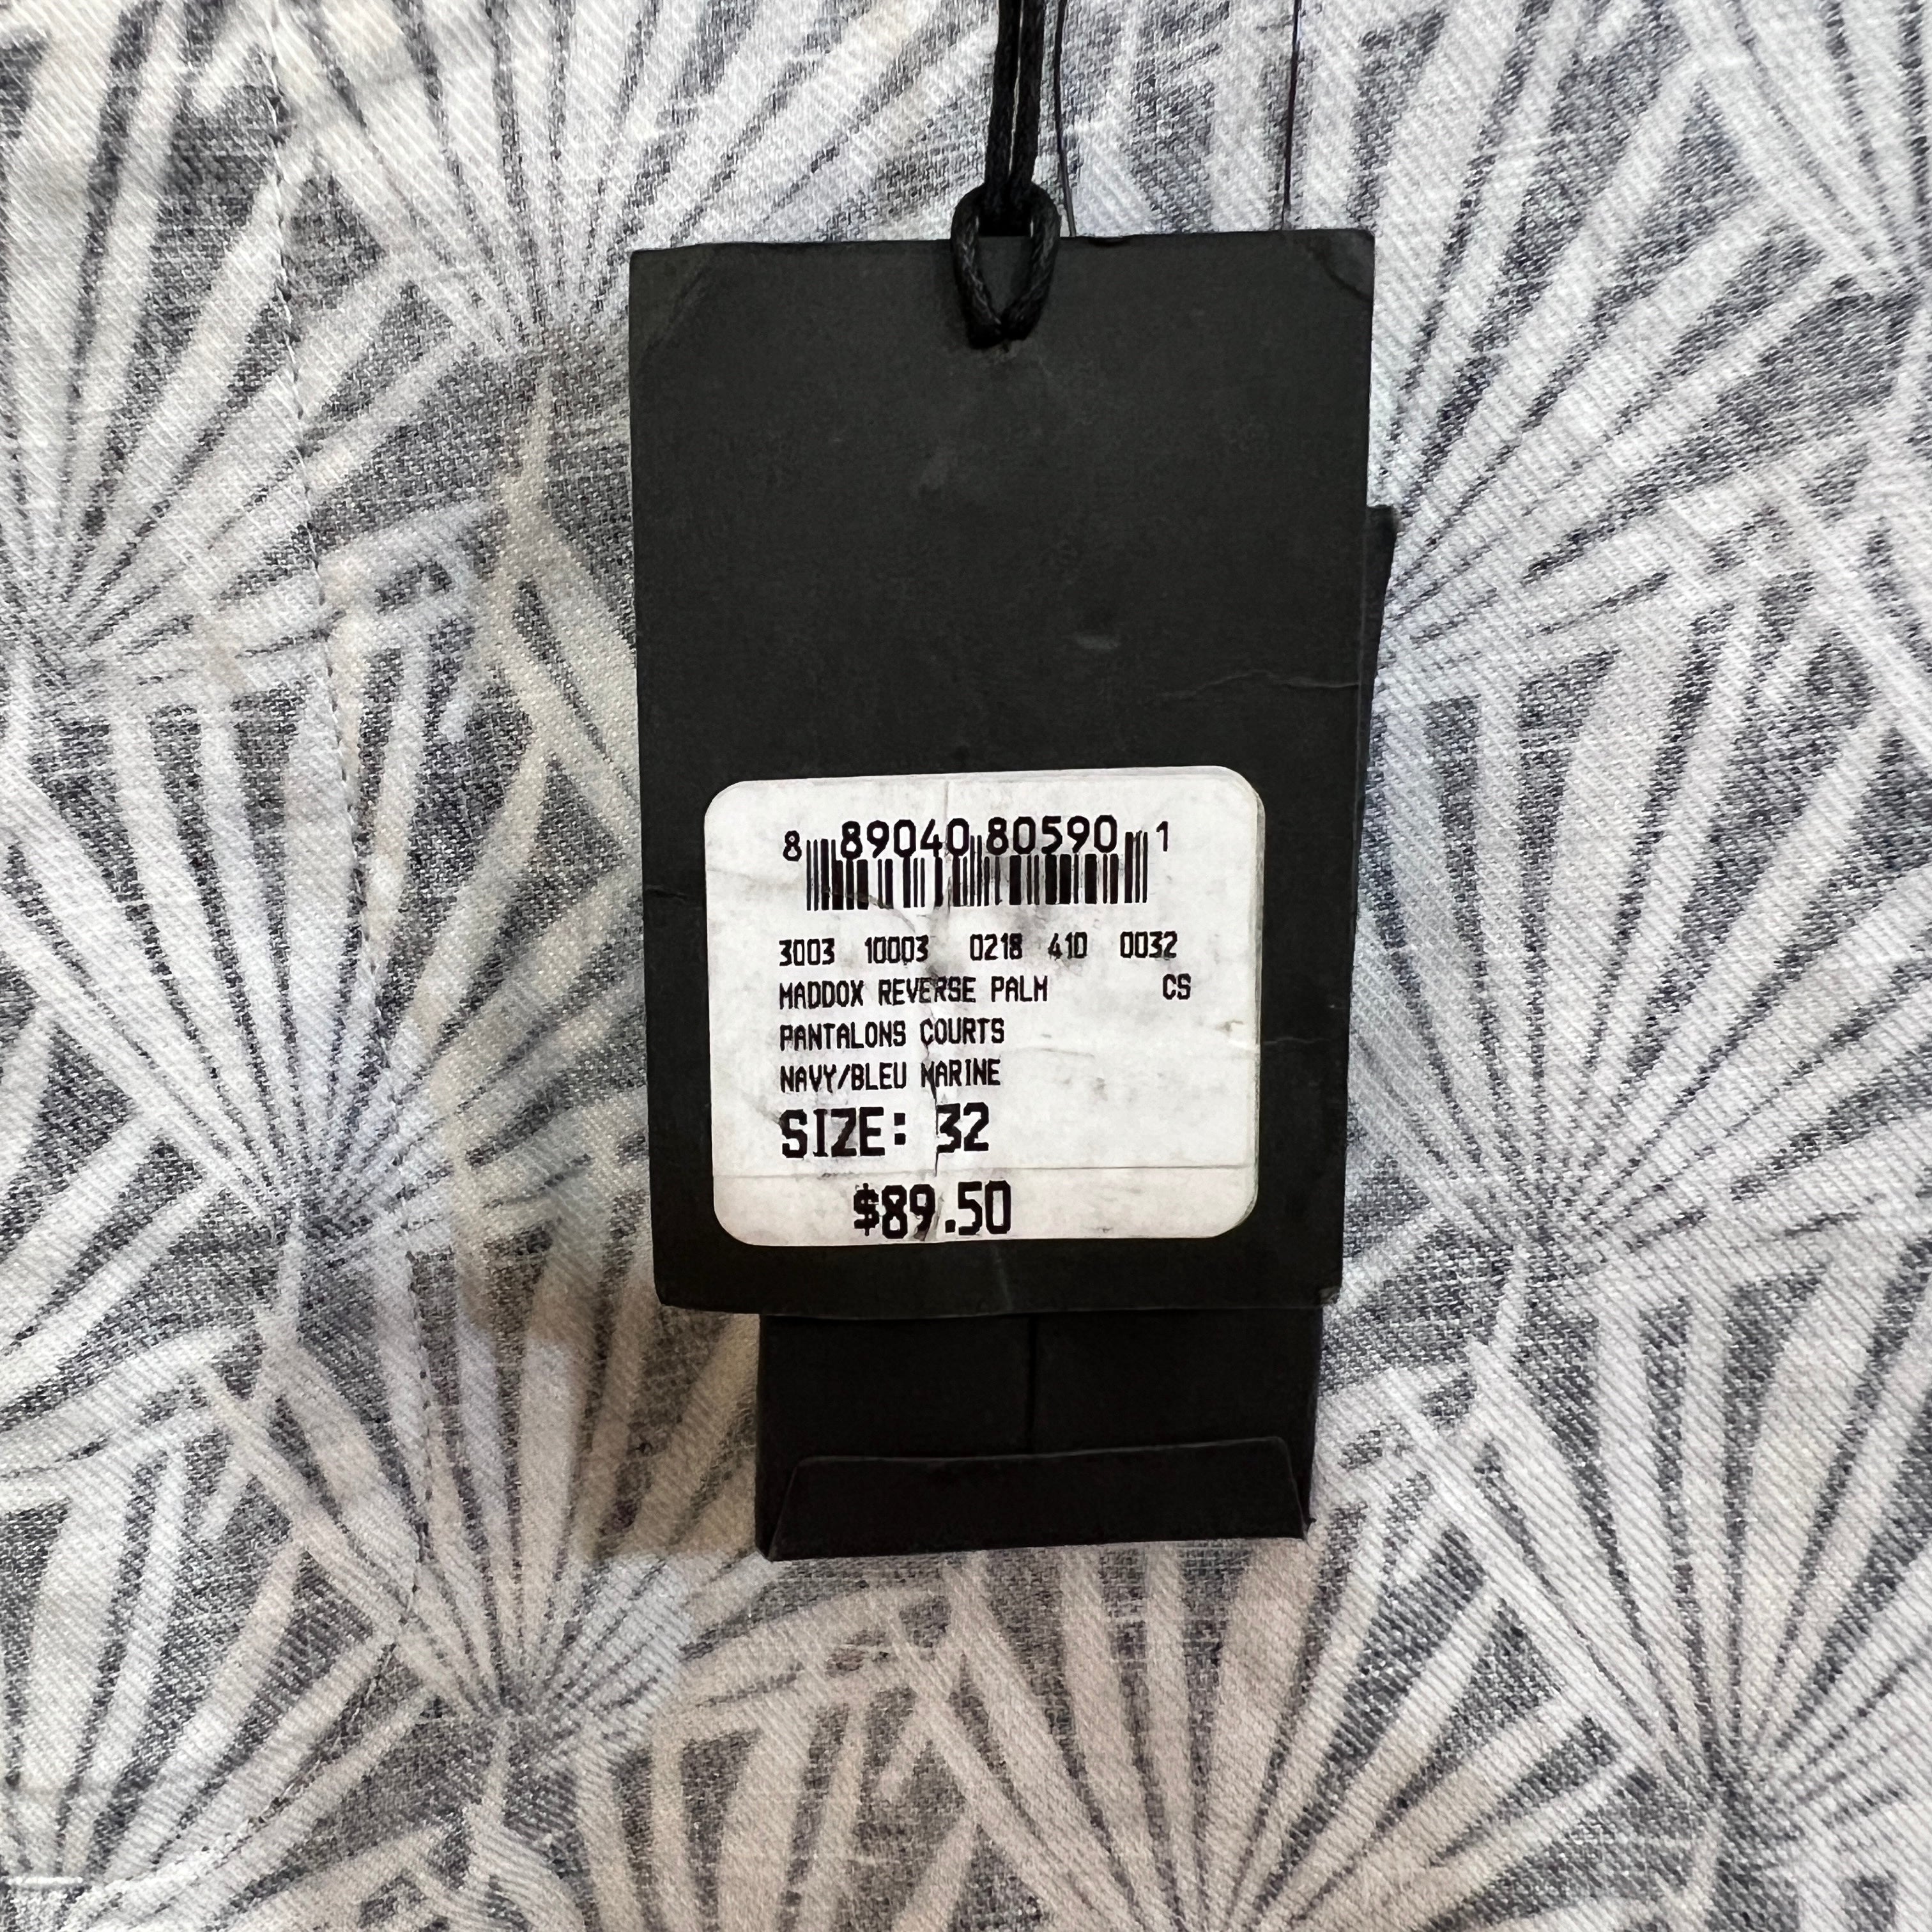 8 89040 80590 1
3003 10003 0218 410 0032
MADDOX REVERSE PALM CS
PANTALONS COURTS
NAVY/BLEU MARINE
SIZE: 32
$89.50